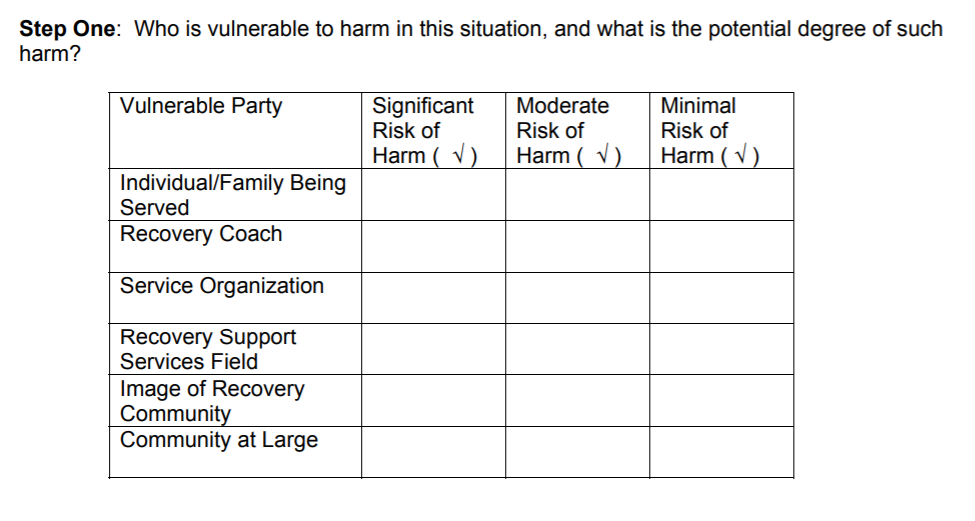 Step One: Who is vulnerable to harm in this situation, and what is the potential degree of such
harm?
Vulnerable Party
Significant
Risk of
Harm ( √ )
Moderate
Risk of
Harm ( √ )
Minimal
Risk of
Harm ( √ )
Individual/Family Being
Served
Recovery Coach
Service Organization
Recovery Support
Services Field
Image of Recovery
Community
Community at Large